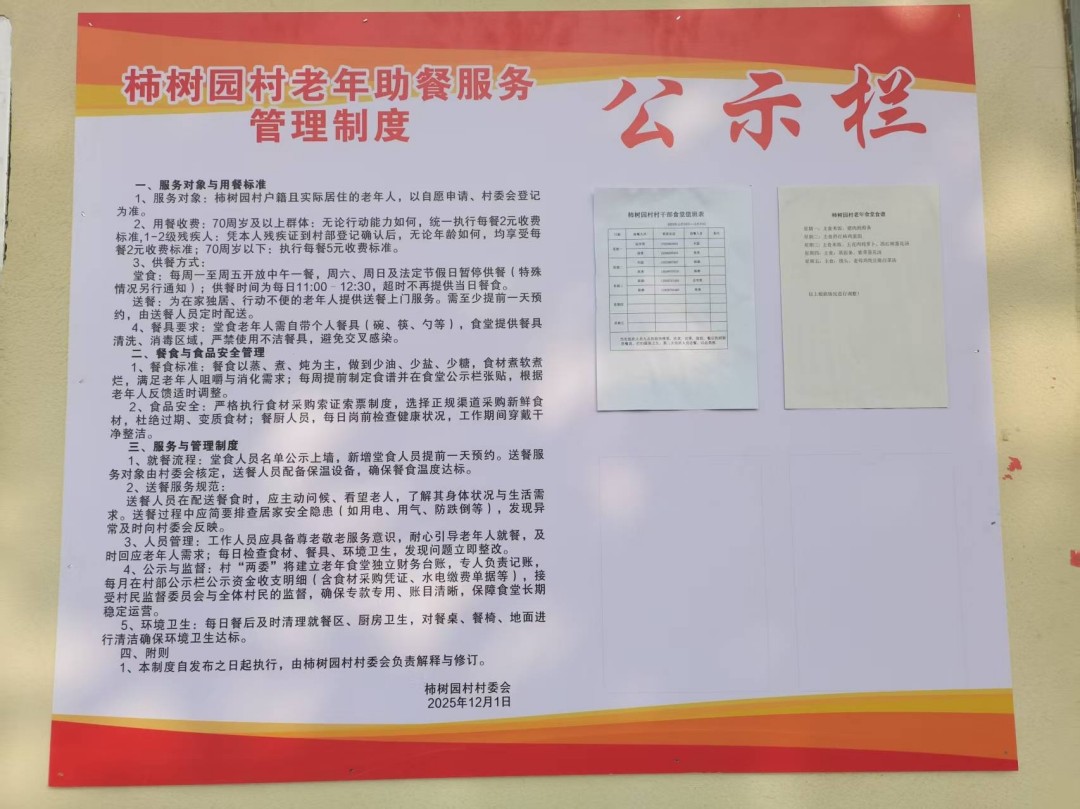 柿树园村老年助餐服务
管理制度
公示栏
一、服务对象与用餐标准
1、服务对象：柿树园村户籍且实际居住的老年人，以自愿申请、村委会登记
为准。
2、用餐收费：70周岁及以上群体：无论行动能力如何，统一执行每餐2元收费
标准,1-2级残疾人：凭本人残疾证到村部登记确认后，无论年龄如何，均享受每
餐2元收费标准；70周岁以下：执行每餐5元收费标准。
3、供餐方式：
堂食：每周一至周五开放中午一餐，周六、周日及法定节假日暂停供餐（特殊
情况另行通知）；供餐时间为每日11:00–12:30，超时不再提供当日餐食。
送餐：为在家独居、行动不便的老年人提供送餐上门服务。需至少提前一天预
约，由送餐人员定时配送。
4、餐具要求：堂食老年人需自带个人餐具（碗、筷、勺等），食堂提供餐具
清洗、消毒区域，严禁使用不洁餐具，避免交叉感染。
二、餐食与食品安全管理
1、餐食标准：餐食以蒸、煮、炖为主，做到少油、少盐、少糖，食材煮软煮
烂，满足老年人咀嚼与消化需求；每周提前制定食谱并在食堂公示栏张贴，根据
老年人反馈适时调整。
2、食品安全：严格执行食材采购索证索票制度，选择正规渠道采购新鲜食
材，杜绝过期、变质食材；餐厨人员，每日岗前检查健康状况，工作期间穿戴干
净整洁。
三、服务与管理制度
1、就餐流程：堂食人员名单公示上墙，新增堂食人员提前一天预约。送餐服
务对象由村委会核定，送餐人员配备保温设备，确保餐食温度达标。
2、送餐服务规范：
送餐人员在配送餐食时，应主动问候、看望老人，了解其身体状况与生活需
求。送餐过程中应简要排查居家安全隐患（如用电、用气、防跌倒等），发现异
常及时向村委会反映。
3、人员管理：工作人员应具备尊老敬老服务意识，耐心引导老年人就餐，及
时回应老年人需求；每日检查食材、餐具、环境卫生，发现问题立即整改。
4、公示与监督：村“两委”将建立老年食堂独立财务台账，专人负责记账，
每月在村部公示栏公示资金收支明细（含食材采购凭证、水电缴费单据等），接
受村民监督委员会与全体村民的监督，确保专款专用、账目清晰，保障食堂长期
稳定运营。
5、环境卫生：每日餐后及时清理就餐区、厨房卫生，对餐桌、餐椅、地面进
行清洁确保环境卫生达标。
四、附则
1、本制度自发布之日起执行，由柿树园村村委会负责解释与修订。
柿树园村村委会
2025年12月1日
柿树园村村干部食堂值班表
柿树园村老年食堂食谱